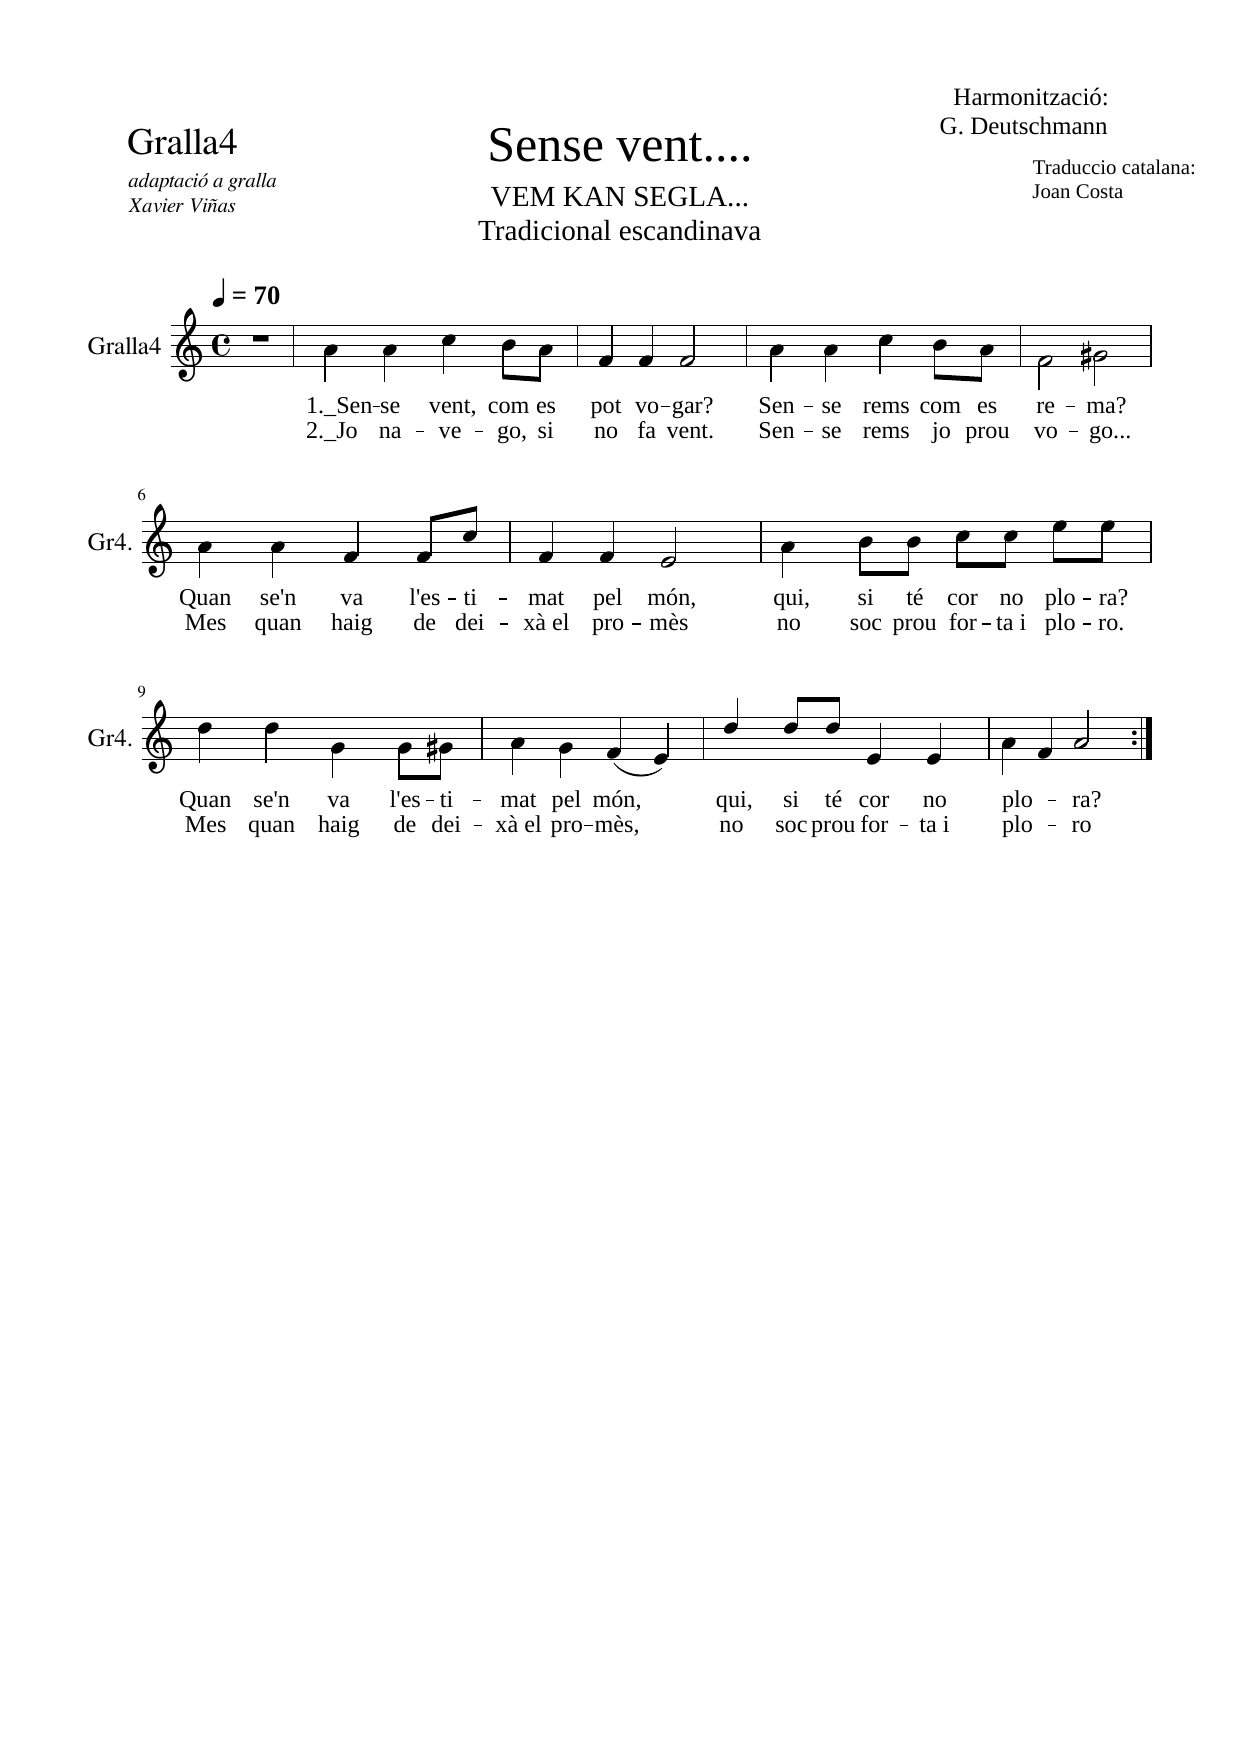 Harmonització:
G. Deutschmann
Gralla4
Sense vent....
adaptació a gralla
Xavier Viñas
VEM KAN SEGLA...
Tradicional escandinava
Traduccio catalana:
Joan Costa
= 70
Gralla4
1._Sen-se vent, com es pot vo-gar? Sen - se rems com es re - ma?
2._Jo na - ve - go, si no fa vent. Sen - se rems jo prou vo - go...
6
Gr4.
Quan se'n va l'es - ti - mat pel món, qui, si té cor no plo - ra?
Mes quan haig de dei - xà el pro - mès no soc prou for - ta i plo - ro.
9
Gr4.
Quan se'n va l'es - ti - mat pel món, qui, si té cor no plo - ra?
Mes quan haig de dei - xà el pro-mès, no soc prou for - ta i plo - ro